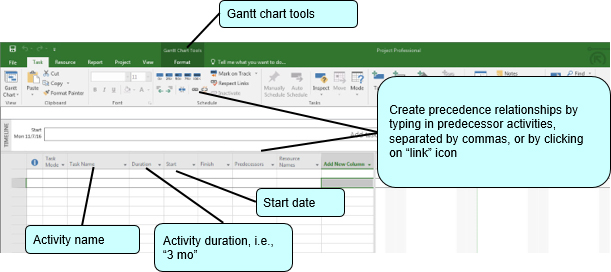 Gantt chart tools
Gantt Chart Tools
Project Professional
File Task Resource Report Project View Format Tell me what you want to do...
Gantt Chart
Paste
Cut
Copy
Format Painter
11
Mark on Track
Respect Links
Inactivate
Manually Schedule
Auto Schedule
Inspect
Move
Mode
Notes
Find
View
Clipboard
Font
Schedule
Tasks
Create precedence relationships by
typing in predecessor activities,
separated by commas, or by clicking
on “link” icon
TIMELINE
Start
Mon 11/7/16
Task Mode Task Name Duration Start Finish Predecessors Resource Names Add New Column
Start date
Activity name
Activity duration, i.e.,
“3 mo”